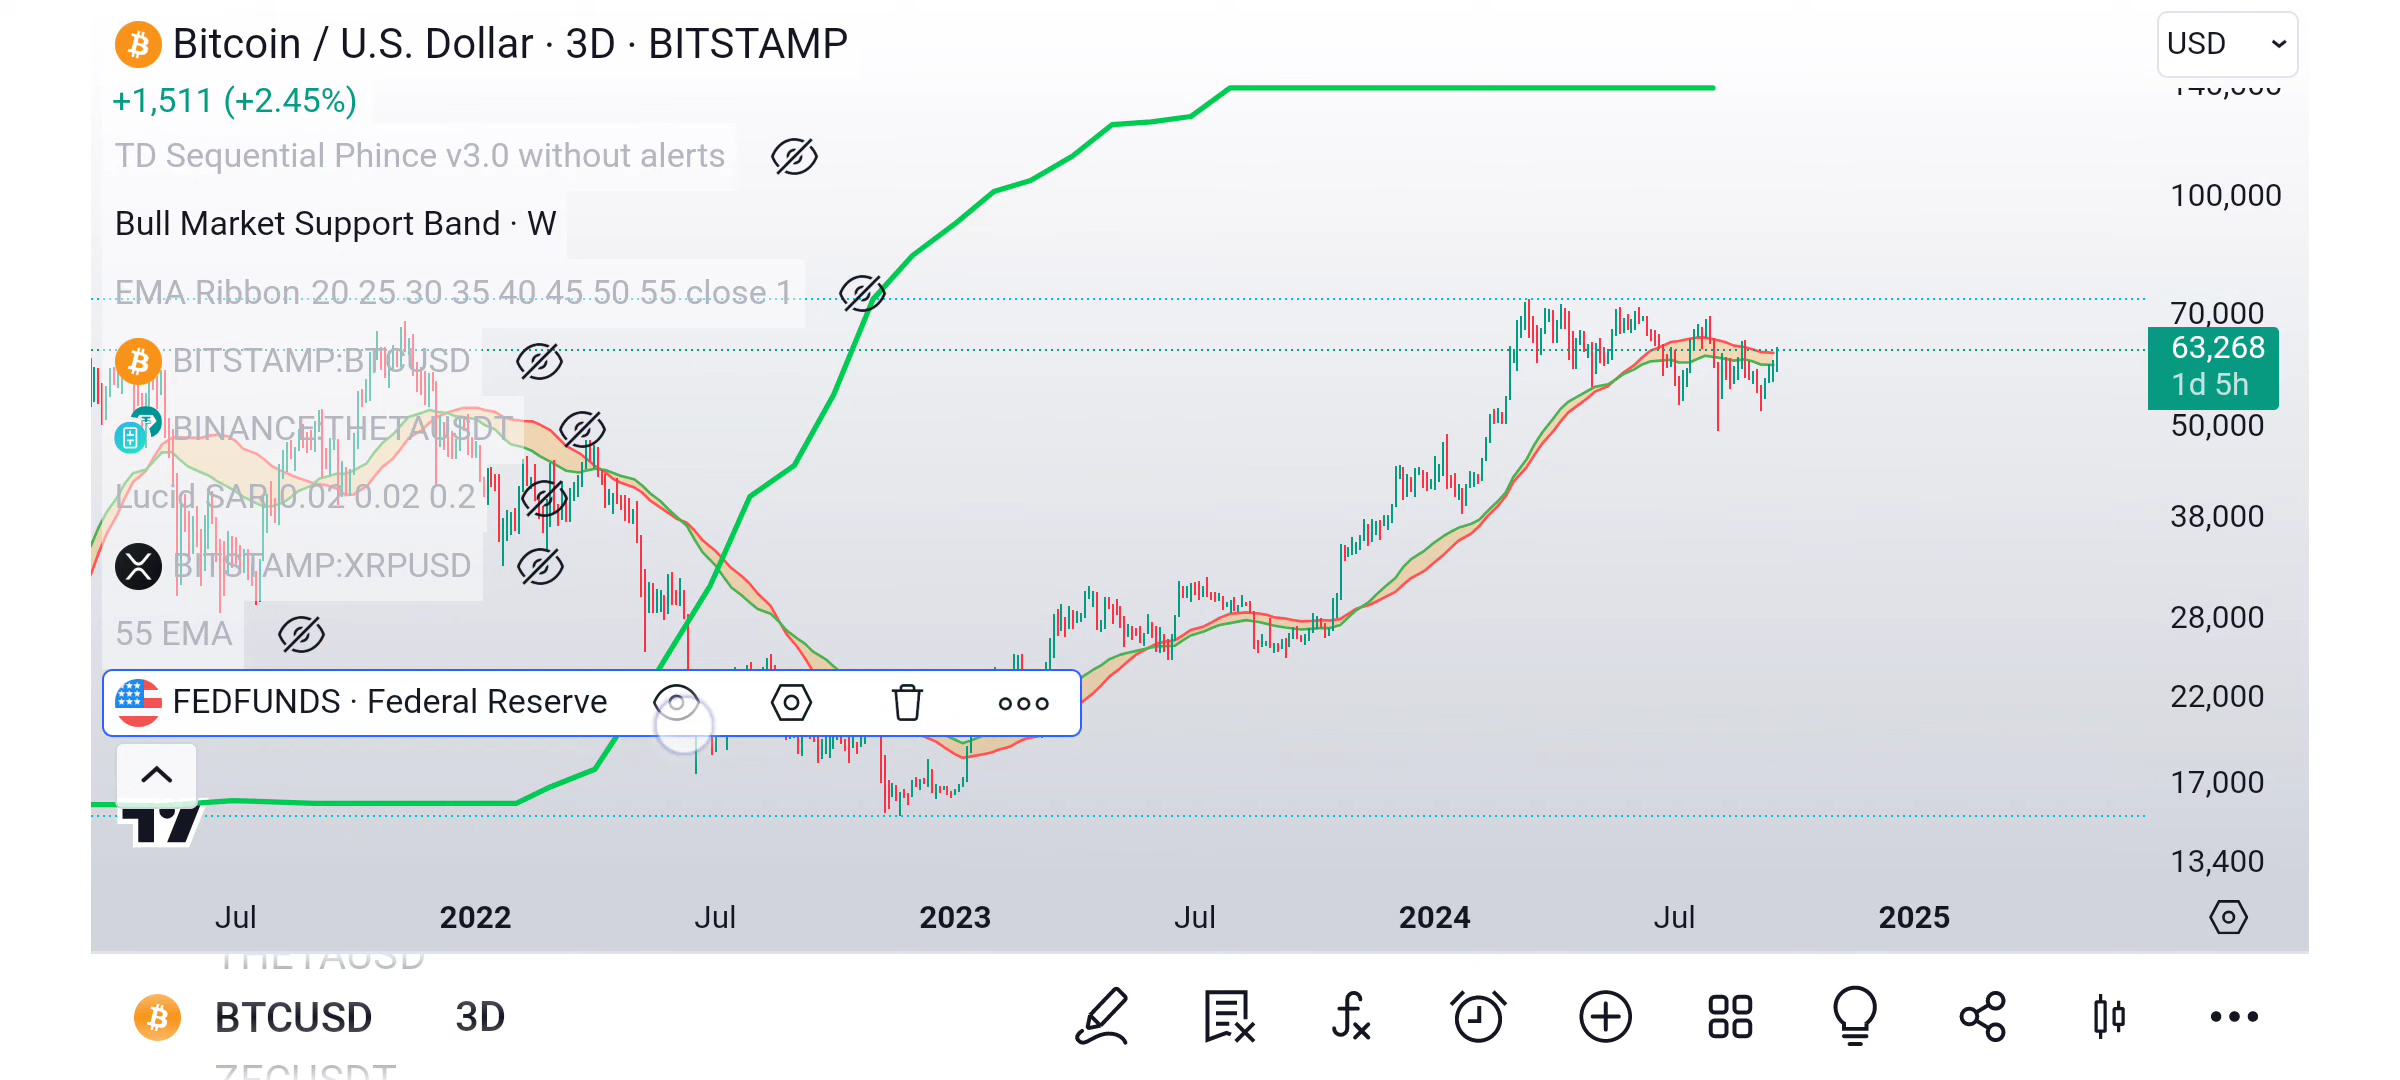 Bitcoin / U.S. Dollar · 3D · BITSTAMP
USD
+1,511 (+2.45%)
140,000
TD Sequential Phince v3.0 without alerts
100,000
Bull Market Support Band · W
EMA Ribbon 20 25 30 35 40 45 50 55 close 1
70,000
63,268
1d 5h
BITSTAMP:BTCUSD
BINANCE:THETAUSDT
50,000
Lucid SAR 0.02 0.02 0.2
38,000
BITSTAMP:XRPUSD
55 EMA
28,000
FEDFUNDS · Federal Reserve
22,000
17,000
13,400
Jul 2022 Jul 2023 Jul 2024 Jul 2025
THETAUSD
BTCUSD 3D
ZECUSDT